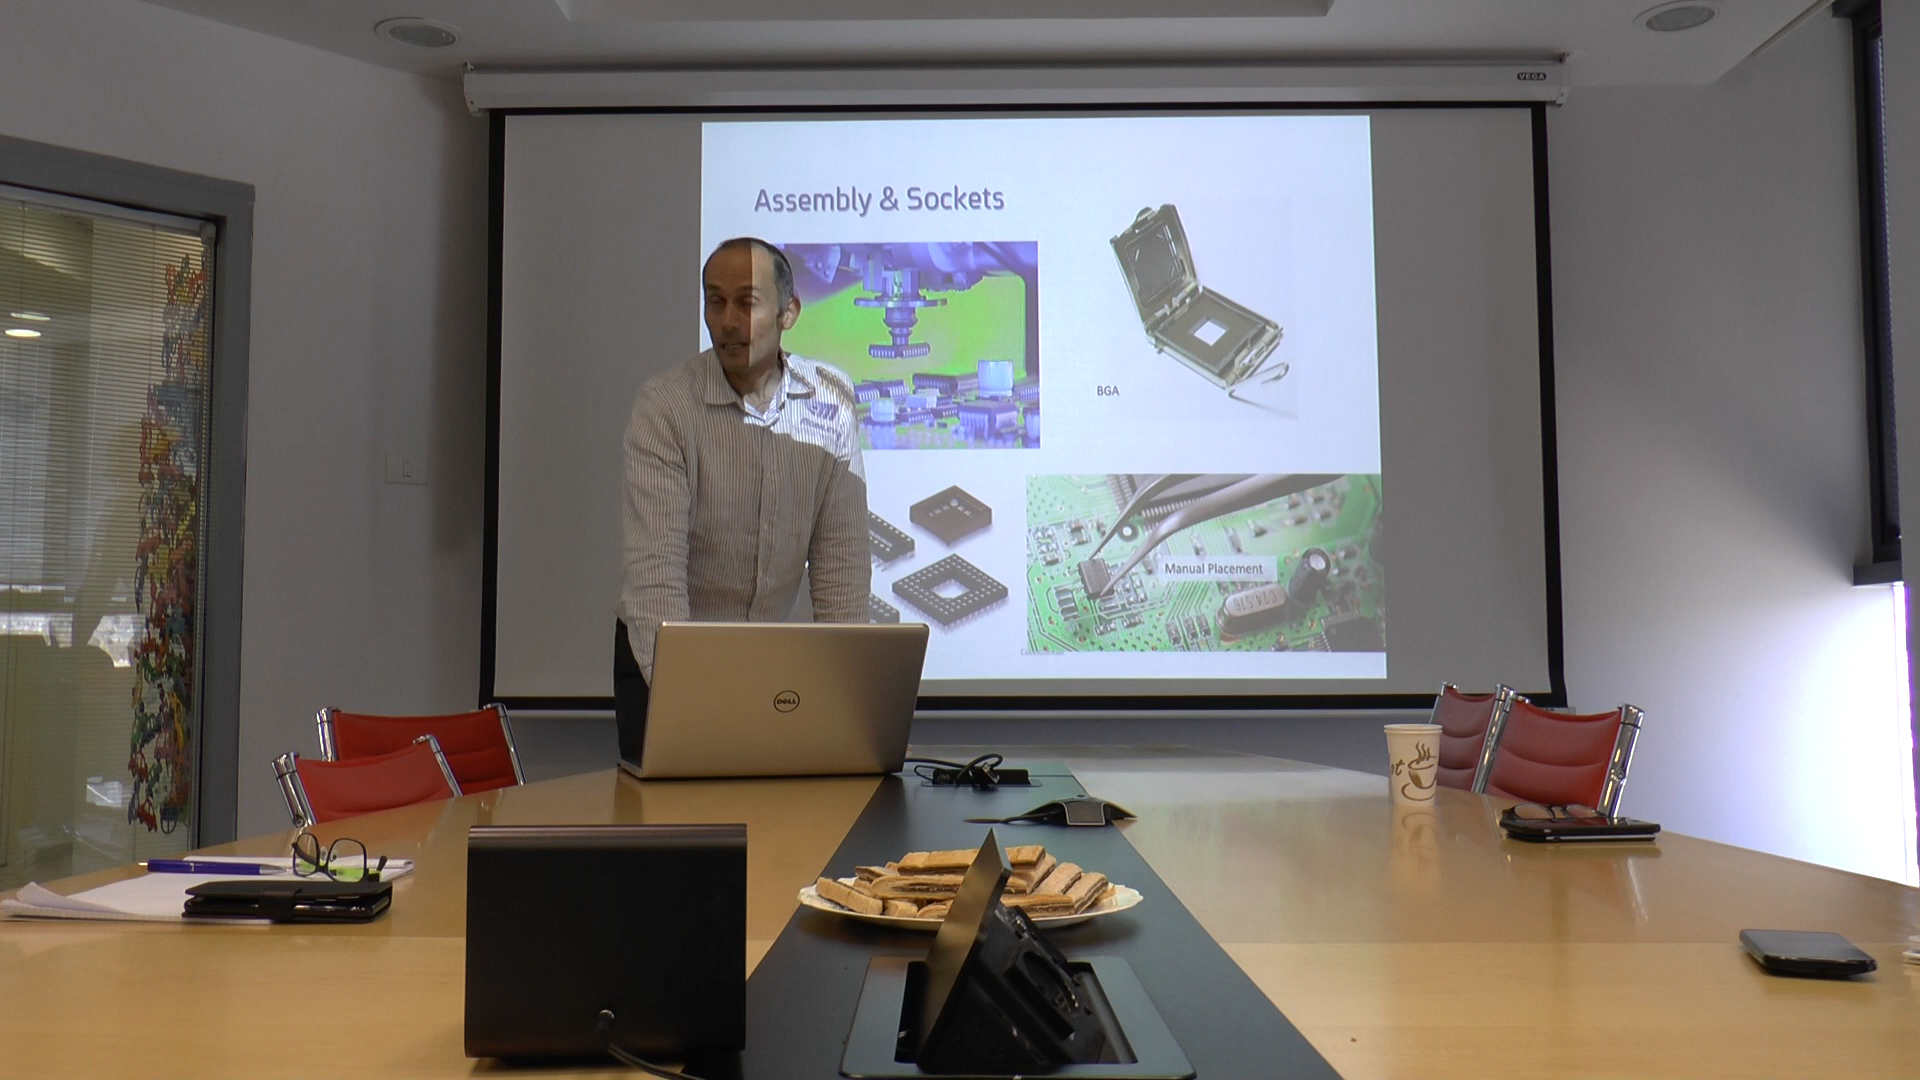 VEGA
Assembly & Sockets
BGA
Manual Placement
DELL